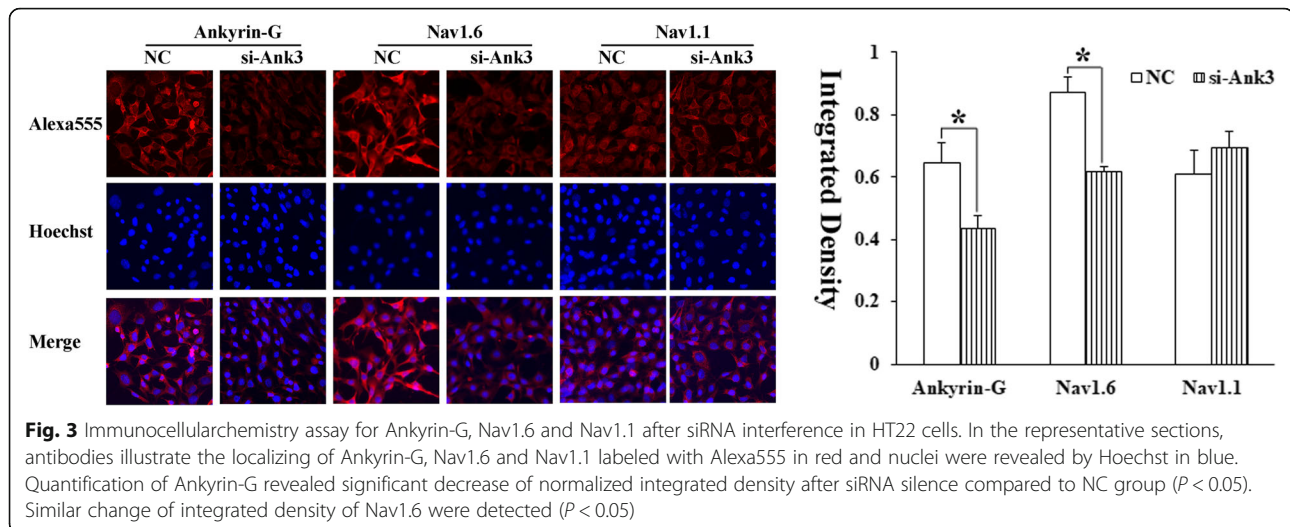 Ankyrin-G Nav1.6 Nav1.1
NC si-Ank3 NC si-Ank3 NC si-Ank3
Alexa555
Hoechst
Merge
Integrated Density
1
0.8
0.6
0.4
0.2
0
* *
NC si-Ank3
Ankyrin-G Nav1.6 Nav1.1
Fig. 3 Immunocellularchemistry assay for Ankyrin-G, Nav1.6 and Nav1.1 after siRNA interference in HT22 cells. In the representative sections,
antibodies illustrate the localizing of Ankyrin-G, Nav1.6 and Nav1.1 labeled with Alexa555 in red and nuclei were revealed by Hoechst in blue.
Quantification of Ankyrin-G revealed significant decrease of normalized integrated density after siRNA silence compared to NC group (P < 0.05).
Similar change of integrated density of Nav1.6 were detected (P < 0.05)